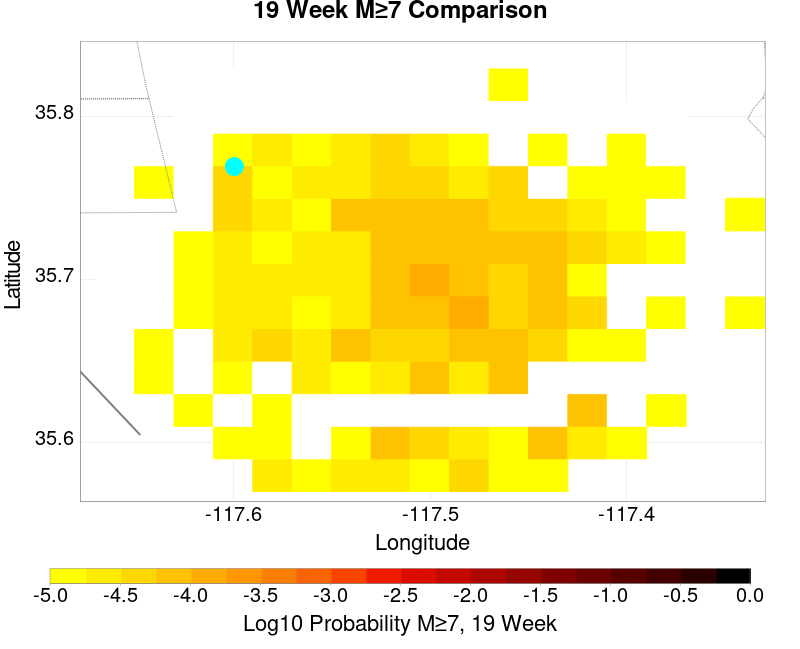 19 Week M≥7 Comparison
35.8
35.7
35.6
Latitude
-117.6 -117.5 -117.4
Longitude
-5.0 -4.5 -4.0 -3.5 -3.0 -2.5 -2.0 -1.5 -1.0 -0.5 0.0
Log10 Probability M≥7, 19 Week